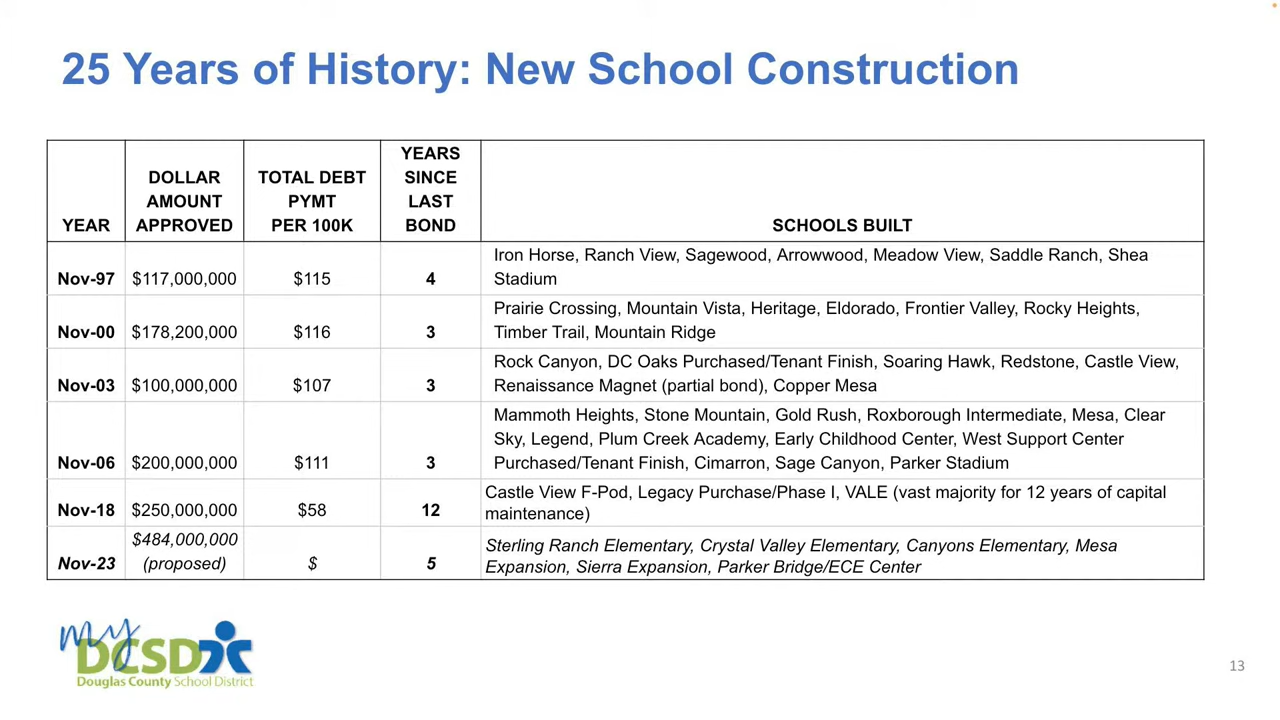 25 Years of History: New School Construction
YEAR
DOLLAR
AMOUNT
APPROVED
TOTAL DEBT
PYMT
PER 100K
YEARS
SINCE
LAST
BOND
SCHOOLS BUILT
Nov-97 $117,000,000 $115 4
Iron Horse, Ranch View, Sagewood, Arrowwood, Meadow View, Saddle Ranch, Shea
Stadium
Nov-00 $178,200,000 $116 3
Prairie Crossing, Mountain Vista, Heritage, Eldorado, Frontier Valley, Rocky Heights,
Timber Trail, Mountain Ridge
Nov-03 $100,000,000 $107 3
Rock Canyon, DC Oaks Purchased/Tenant Finish, Soaring Hawk, Redstone, Castle View,
Renaissance Magnet (partial bond), Copper Mesa
Nov-06 $200,000,000 $111 3
Mammoth Heights, Stone Mountain, Gold Rush, Roxborough Intermediate, Mesa, Clear
Sky, Legend, Plum Creek Academy, Early Childhood Center, West Support Center
Purchased/Tenant Finish, Cimarron, Sage Canyon, Parker Stadium
Nov-18 $250,000,000 $58 12
Castle View F-Pod, Legacy Purchase/Phase I, VALE (vast majority for 12 years of capital
maintenance)
Nov-23
$484,000,000
(proposed)
$ 5
Sterling Ranch Elementary, Crystal Valley Elementary, Canyons Elementary, Mesa
Expansion, Sierra Expansion, Parker Bridge/ECE Center
my
DCSD
Douglas County School District
13